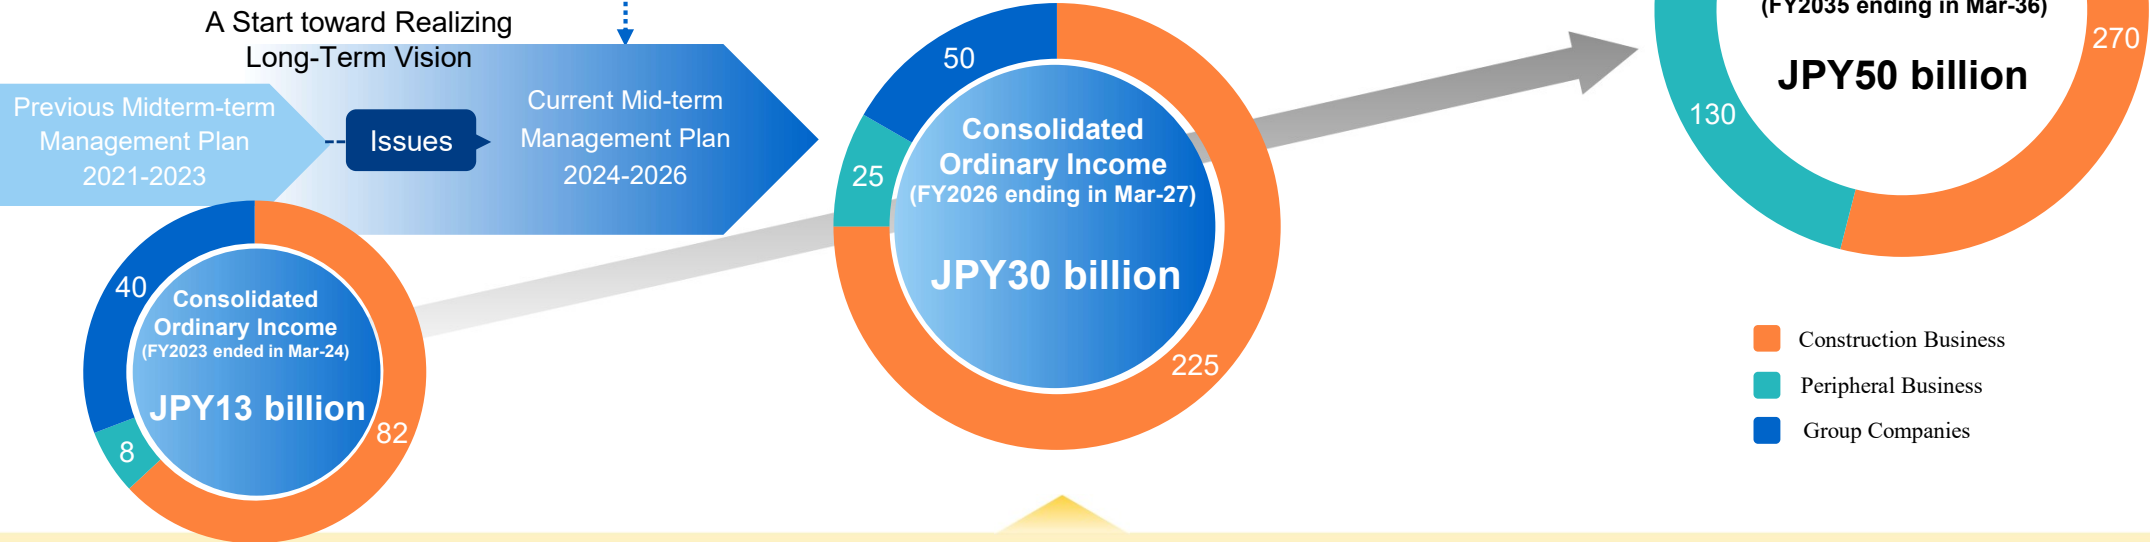 A Start toward Realizing
Long-Term Vision
Previous Midterm-term
Management Plan
2021-2023
Issues
Current Mid-term
Management Plan
2024-2026
40
8
82
Consolidated
Ordinary Income
(FY2023 ended in Mar-24)
JPY13 billion
50
25
225
Consolidated
Ordinary Income
(FY2026 ending in Mar-27)
JPY30 billion
(FY2035 ending in Mar-36)
JPY50 billion
270
130
Construction Business
Peripheral Business
Group Companies